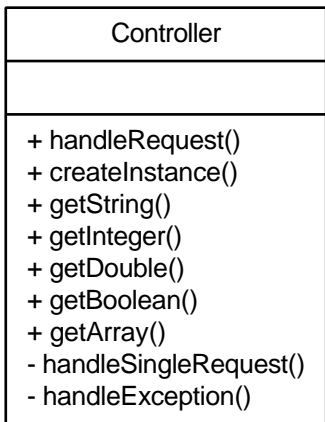 Controller
+ handleRequest()
+ createInstance()
+ getString()
+ getInteger()
+ getDouble()
+ getBoolean()
+ getArray()
- handleSingleRequest()
- handleException()